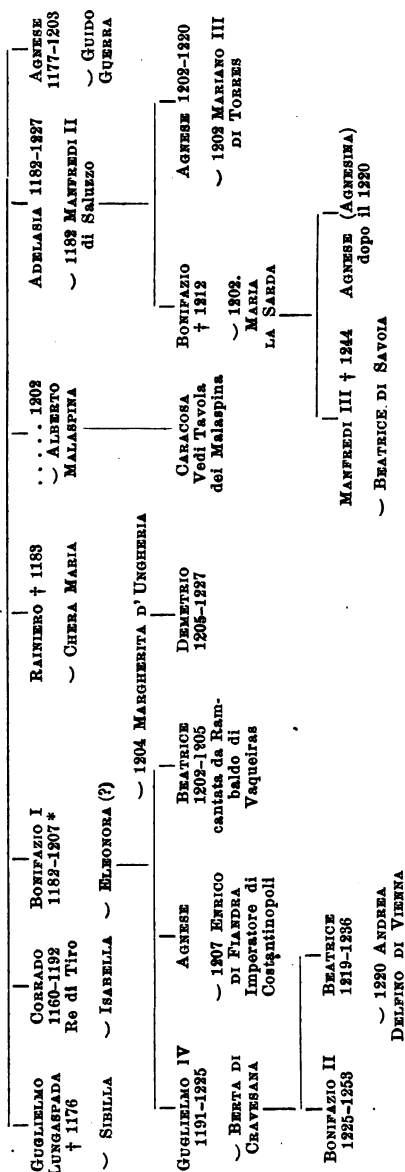 GUGLIELMO
LUNGASPADA
† 1176
⏝ SIBILLA
CORRADO
1160-1192
Re di Tiro
⏝ ISABELLA
BONIFAZIO I
1182-1207*
⏝ ELEONORA (?)
⏝ 1204 MARGHERITA D' UNGHERIA
RAINIERO † 1183
⏝ CHERA MARIA
..... 1202
⏝ ALBERTO
MALASPINA
ADELASIA 1182-1227
⏝ 1182 MANFREDI II
di Saluzzo
AGNESE
1177-1203
⏝ GUIDO
GUERRA
GUGLIELMO IV
1191-1225
⏝ BERTA DI
CRAVESANA
AGNESE
⏝ 1207 ENRICO
DI FIANDRA
Imperatore di
Costantinopoli
BEATRICE
1202-1205
cantata da Ram-
baldo di
Vaqueiras
DEMETRIO
1205-1227
CARACOSA
Vedi Tavola
dei Malaspina
BONIFAZIO
† 1212
⏝ 1202.
MARIA
LA SARDA
AGNESE 1202-1220
⏝ 1202 MARIANO III
DI TORRES
BONIFAZIO II
1225-1253
BEATRICE
1219-1236
⏝ 1220 ANDREA
DELFINO DI VIENNA
MANFREDI III † 1244
⏝ BEATRICE DI SAVOIA
AGNESE (AGNESINA)
dopo il 1220